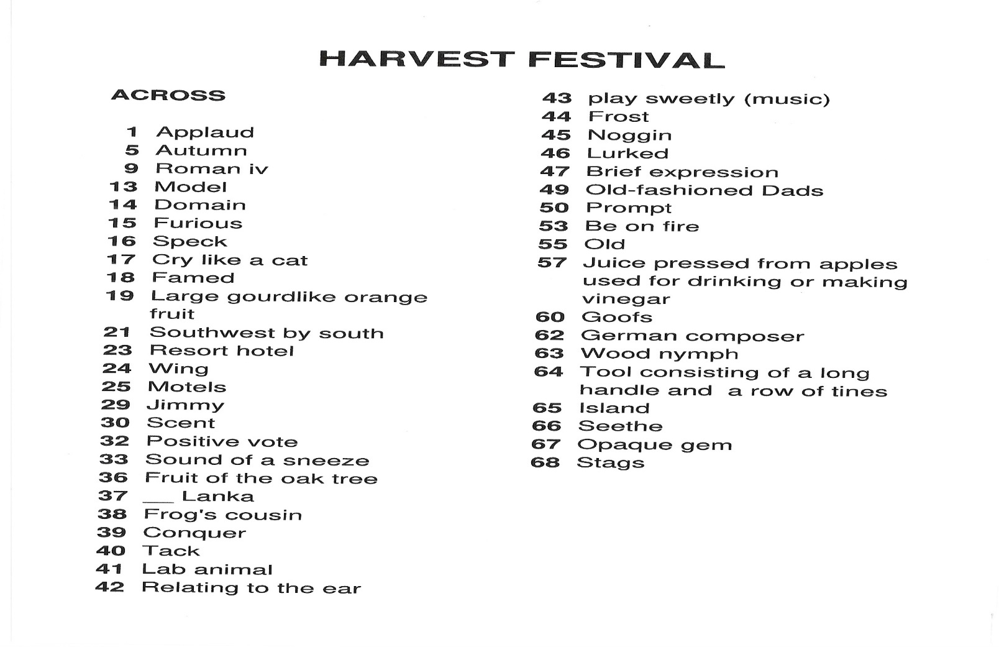 HARVEST FESTIVAL
ACROSS
1 Applaud
5 Autumn
9 Roman iv
13 Model
14 Domain
15 Furious
16 Speck
17 Cry like a cat
18 Famed
19 Large gourdlike orange
fruit
21 Southwest by south
23 Resort hotel
24 Wing
25 Motels
29 Jimmy
30 Scent
32 Positive vote
33 Sound of a sneeze
36 Fruit of the oak tree
37 ___ Lanka
38 Frog's cousin
39 Conquer
40 Tack
41 Lab animal
42 Relating to the ear
43 play sweetly (music)
44 Frost
45 Noggin
46 Lurked
47 Brief expression
49 Old-fashioned Dads
50 Prompt
53 Be on fire
55 Old
57 Juice pressed from apples
used for drinking or making
vinegar
60 Goofs
62 German composer
63 Wood nymph
64 Tool consisting of a long
handle and a row of tines
65 Island
66 Seethe
67 Opaque gem
68 Stags